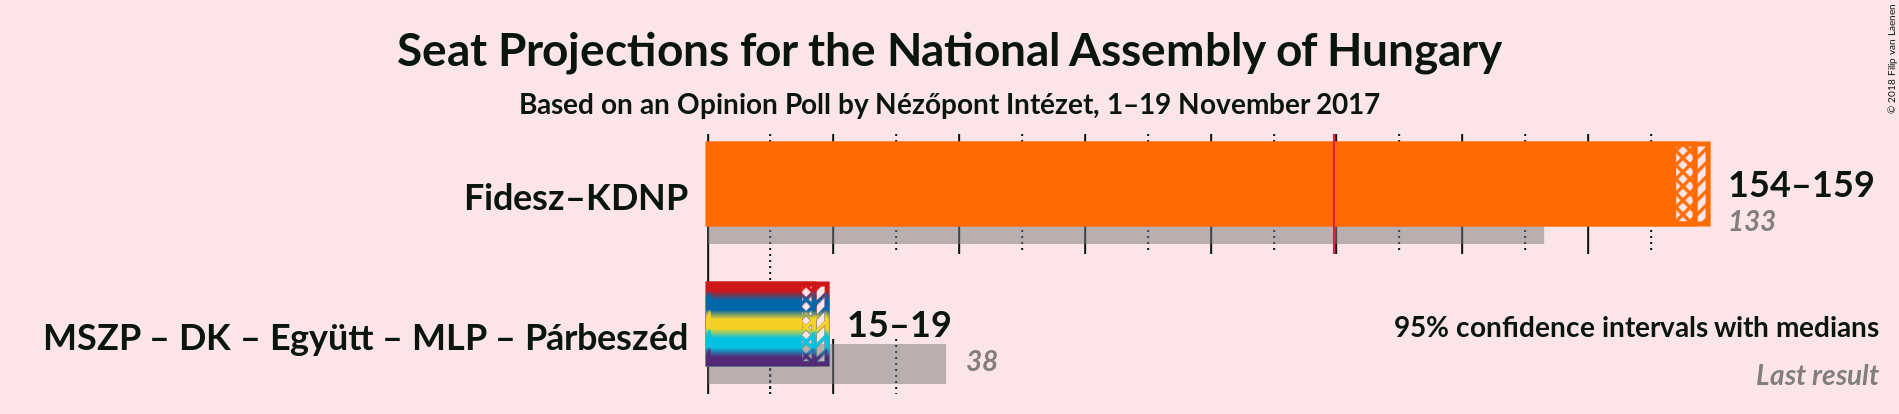 Seat Projections for the National Assembly of Hungary
Based on an Opinion Poll by Nézőpont Intézet, 1–19 November 2017
© 2018 Filip van Laenen
Fidesz–KDNP
154–159
133
MSZP – DK – Együtt – MLP – Párbeszéd
15–19
38
95% confidence intervals with medians
Last result